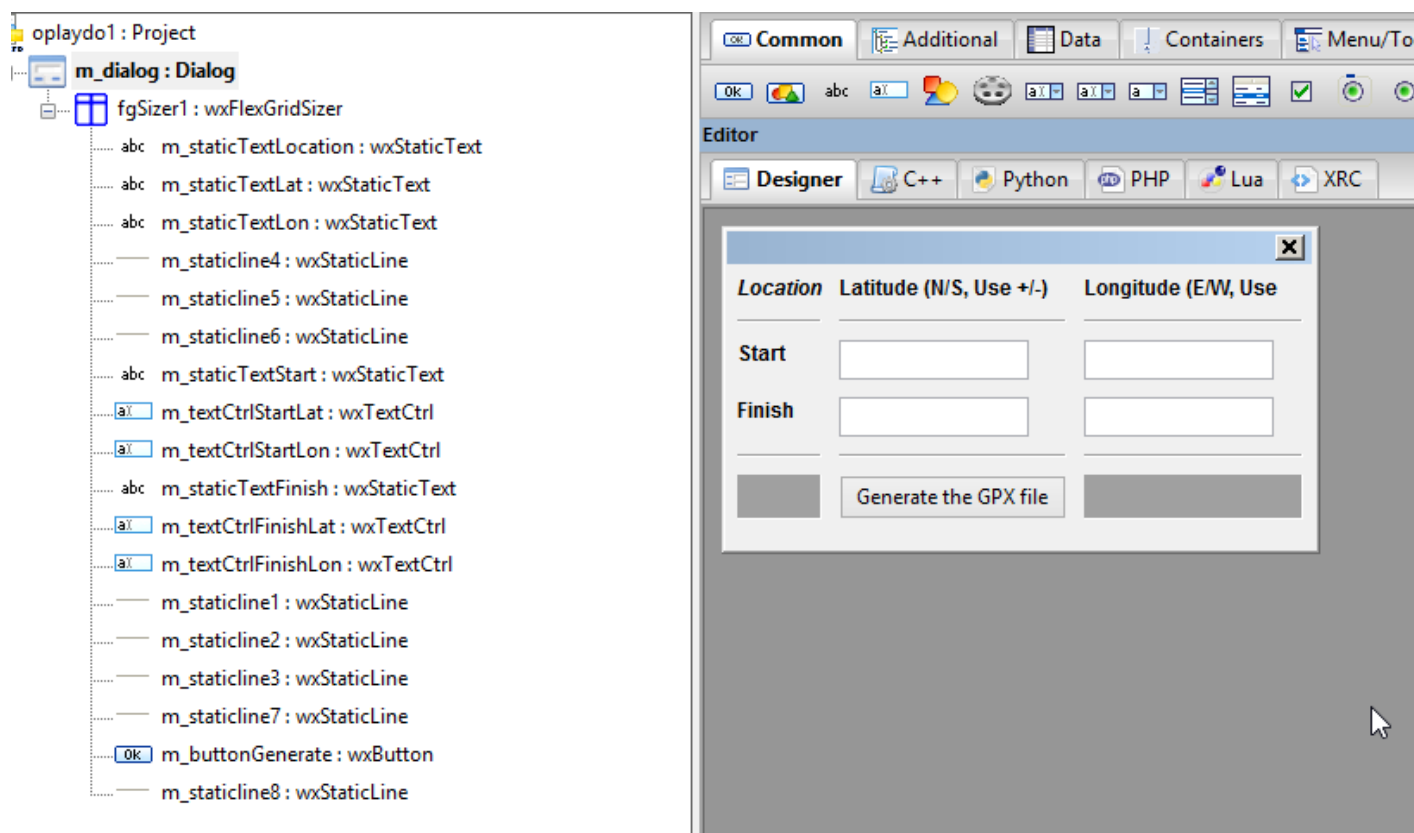 oplaydo1 : Project
m_dialog : Dialog
fgSizer1 : wxFlexGridSizer
abc m_staticTextLocation : wxStaticText
abc m_staticTextLat : wxStaticText
abc m_staticTextLon : wxStaticText
m_staticline4 : wxStaticLine
m_staticline5 : wxStaticLine
m_staticline6 : wxStaticLine
abc m_staticTextStart : wxStaticText
m_textCtrlStartLat : wxTextCtrl
m_textCtrlStartLon : wxTextCtrl
abc m_staticTextFinish : wxStaticText
m_textCtrlFinishLat : wxTextCtrl
m_textCtrlFinishLon : wxTextCtrl
m_staticline1 : wxStaticLine
m_staticline2 : wxStaticLine
m_staticline3 : wxStaticLine
m_staticline7 : wxStaticLine
OK m_buttonGenerate : wxButton
m_staticline8 : wxStaticLine
Common Additional Data Containers Menu/To
OK abc
Editor
Designer C++ Python PHP Lua XRC
Location Latitude (N/S, Use +/-) Longitude (E/W, Use
Start
Finish
Generate the GPX file